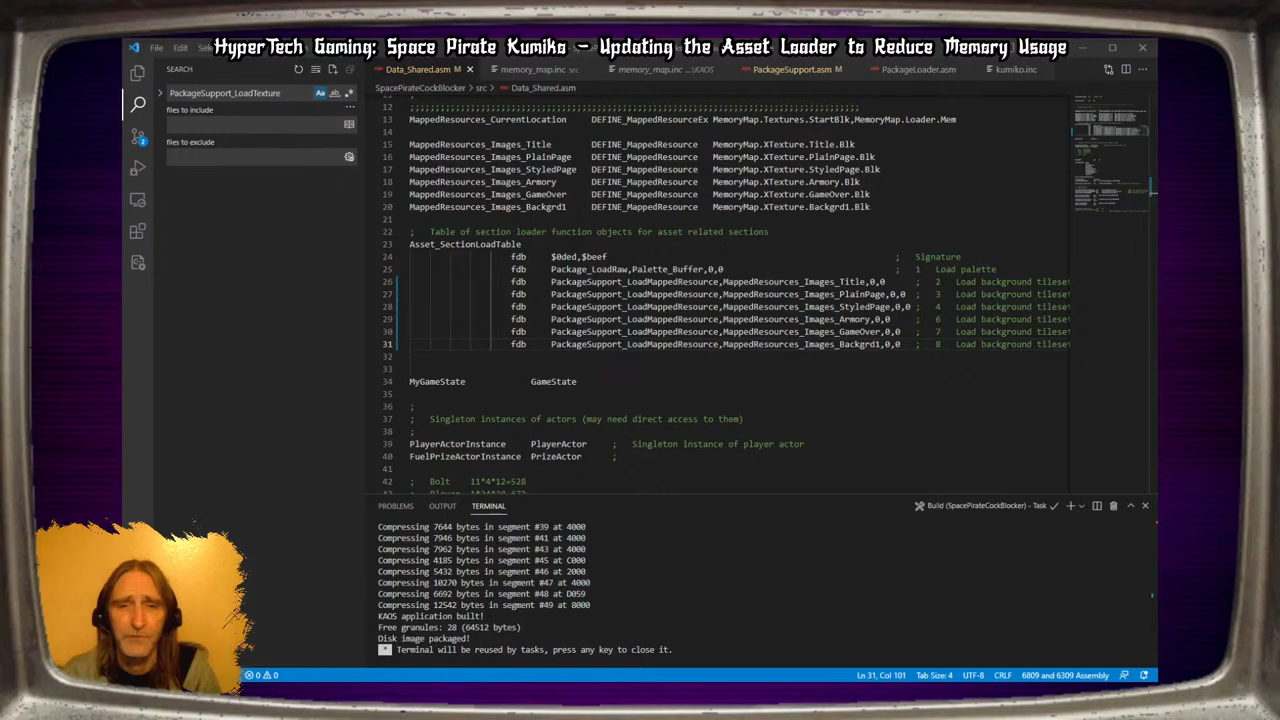 HyperTech Gaming: Space Pirate Kumiko – Updating the Asset Loader to Reduce Memory Usage
File Edit
SEARCH
Data_Shared.asm M
memory_map.inc src
memory_map.inc ...\KAOS
PackageSupport.asm M
PackageLoader.asm M
kumiko.inc
PackageSupport_LoadTexture
Aa
files to include
files to exclude
SpacePirateCockBlocker > src > Data_Shared.asm
12 ;;;;;;;;;;;;;;;;;;;;;;;;;;;;;;;;;;;;;;;;;;;;;;;;;;;;;;;;;;;;;;;;;;;;;;;;;;;;;;;;;;;;;;;;;
13 MappedResources_CurrentLocation DEFINE_MappedResourceEx MemoryMap.Textures.StartBlk,MemoryMap.Loader.Mem
14
15 MappedResources_Images_Title DEFINE_MappedResource MemoryMap.XTexture.Title.Blk
16 MappedResources_Images_PlainPage DEFINE_MappedResource MemoryMap.XTexture.PlainPage.Blk
17 MappedResources_Images_StyledPage DEFINE_MappedResource MemoryMap.XTexture.StyledPage.Blk
18 MappedResources_Images_Armory DEFINE_MappedResource MemoryMap.XTexture.Armory.Blk
19 MappedResources_Images_GameOver DEFINE_MappedResource MemoryMap.XTexture.GameOver.Blk
20 MappedResources_Images_Backgrd1 DEFINE_MappedResource MemoryMap.XTexture.Backgrd1.Blk
21
22 ; Table of section loader function objects for asset related sections
23 Asset_SectionLoadTable
24 fdb $0ded,$beef ; Signature
25 fdb Package_LoadRaw,Palette_Buffer,0,0 ; 1 Load palette
26 fdb PackageSupport_LoadMappedResource,MappedResources_Images_Title,0,0 ; 2 Load background tileset
27 fdb PackageSupport_LoadMappedResource,MappedResources_Images_PlainPage,0,0 ; 3 Load background tileset
28 fdb PackageSupport_LoadMappedResource,MappedResources_Images_StyledPage,0,0 ; 4 Load background tileset
29 fdb PackageSupport_LoadMappedResource,MappedResources_Images_Armory,0,0 ; 6 Load background tileset
30 fdb PackageSupport_LoadMappedResource,MappedResources_Images_GameOver,0,0 ; 7 Load background tileset
31 fdb PackageSupport_LoadMappedResource,MappedResources_Images_Backgrd1,0,0 ; 8 Load background tileset
32
33
34 MyGameState GameState
35
36 ;
37 ; Singleton instances of actors (may need direct access to them)
38 ;
39 PlayerActorInstance PlayerActor ; Singleton instance of player actor
40 FuelPrizeActorInstance PrizeActor ;
41
42 ; Bolt 11*4*12=528
PROBLEMS OUTPUT TERMINAL
Build (SpacePirateCockBlocker) - Task
Compressing 7644 bytes in segment #39 at 4000
Compressing 7946 bytes in segment #41 at 4000
Compressing 7962 bytes in segment #43 at 4000
Compressing 4185 bytes in segment #45 at C000
Compressing 5432 bytes in segment #46 at 2000
Compressing 10270 bytes in segment #47 at 4000
Compressing 6692 bytes in segment #48 at D059
Compressing 12542 bytes in segment #49 at 8000
KAOS application built!
Free granules: 28 (64512 bytes)
Disk image packaged!
* Terminal will be reused by tasks, press any key to close it.
0 0
Ln 31, Col 101
Tab Size: 4
UTF-8
CRLF
6809 and 6309 Assembly